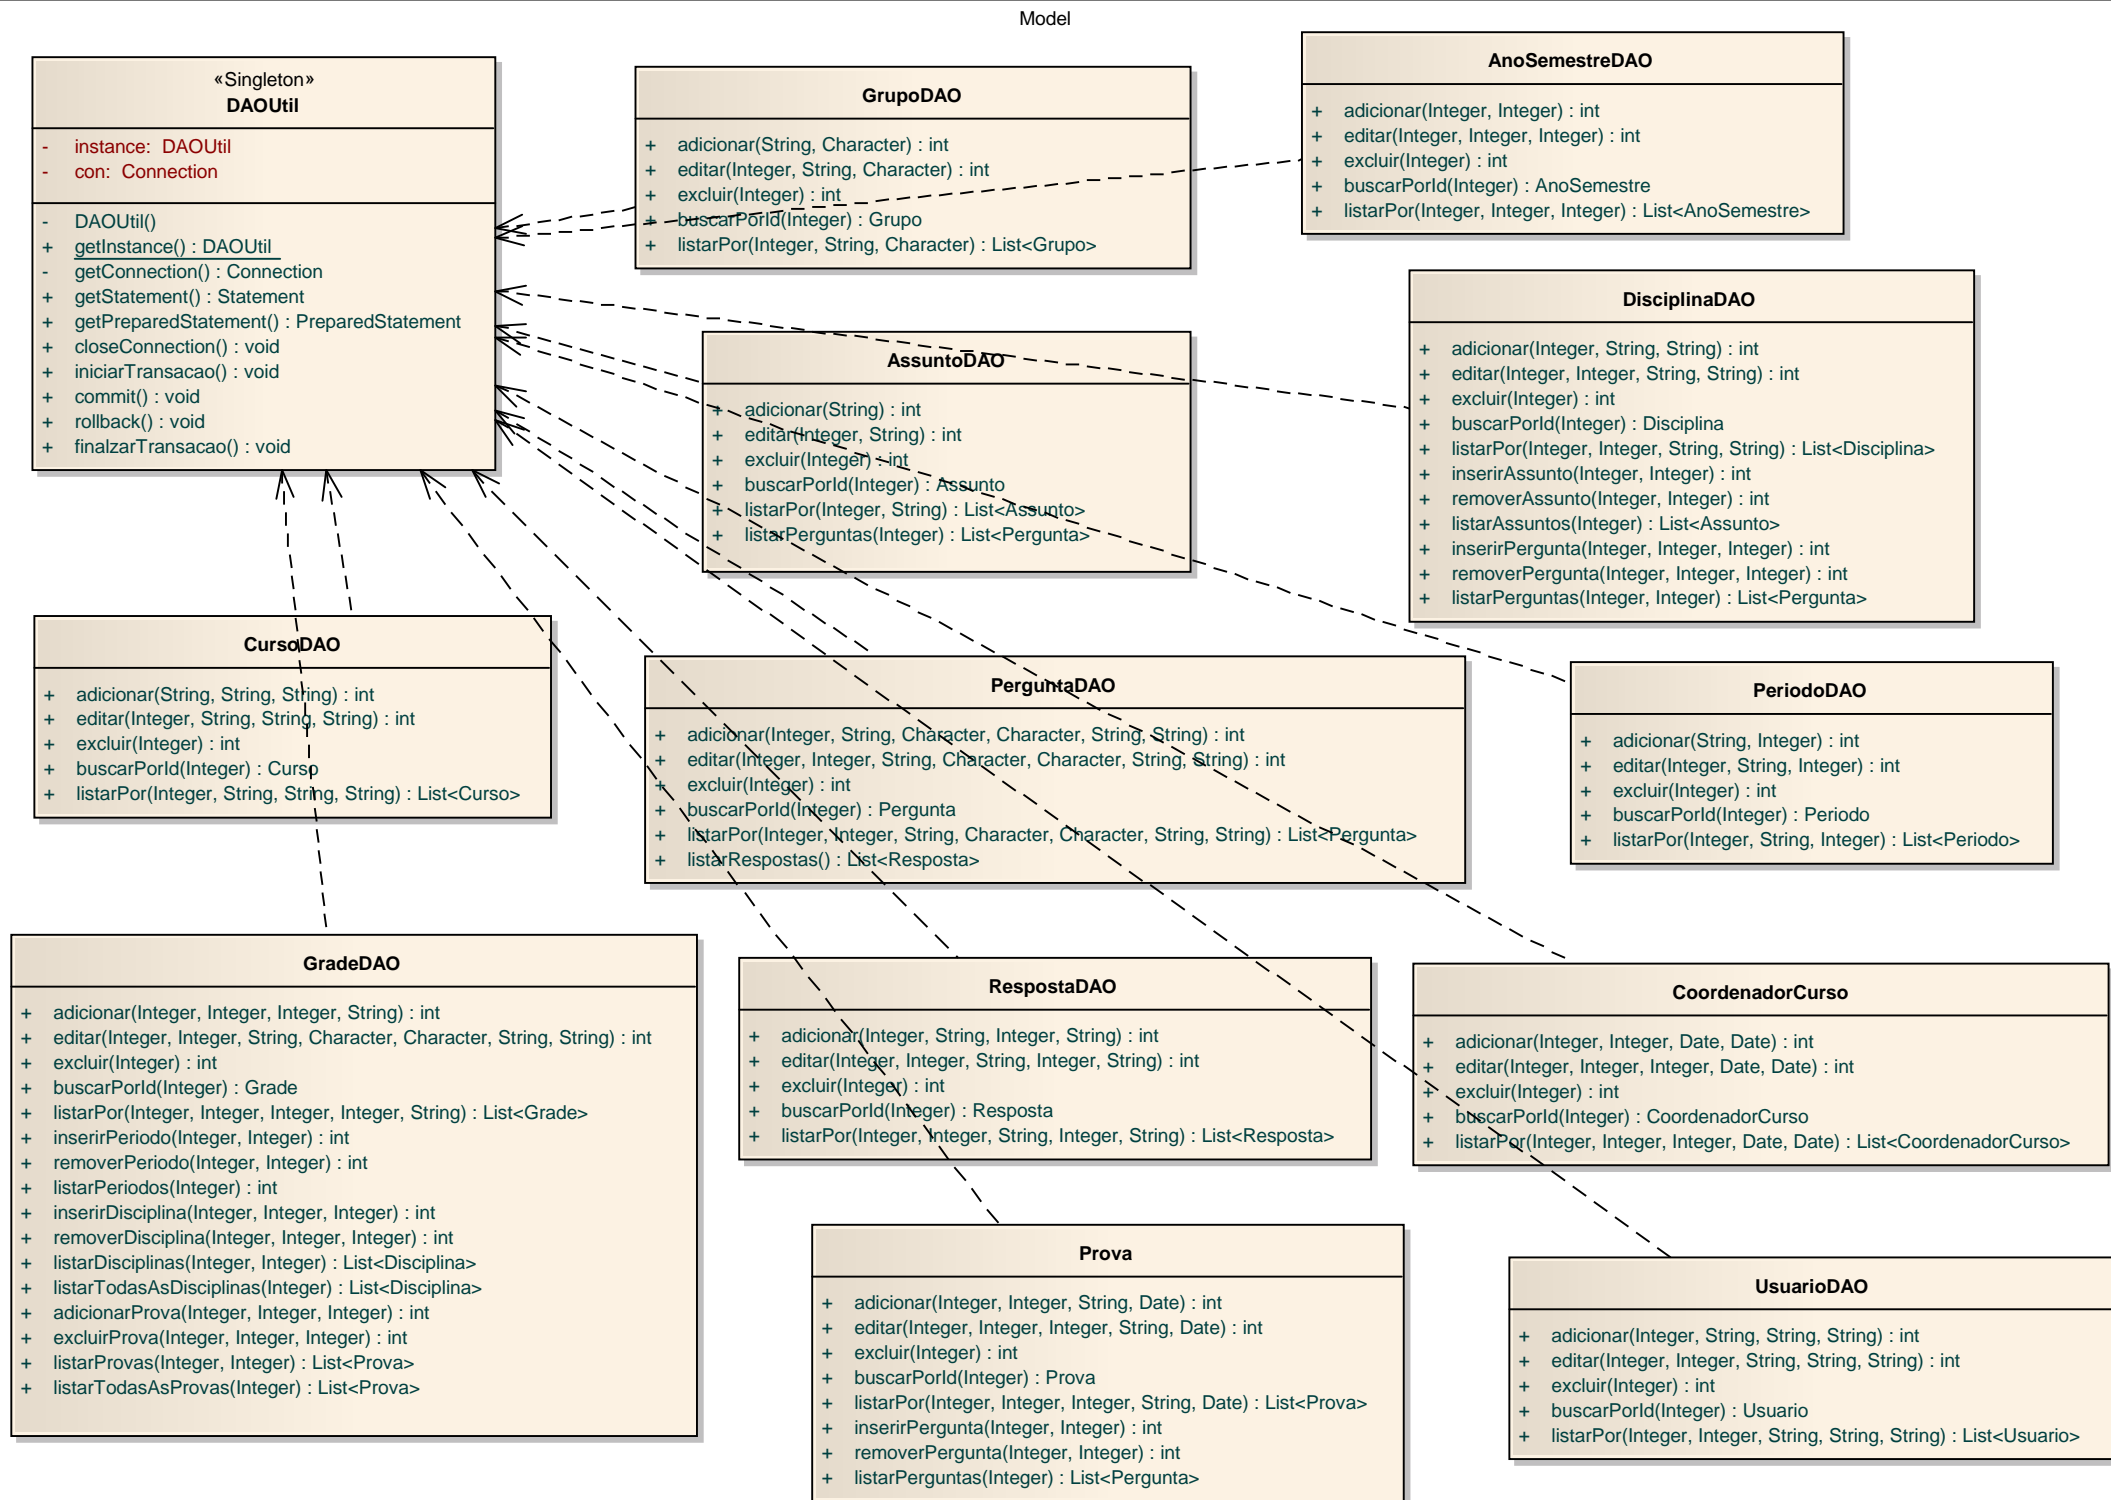 Model
«Singleton»
DAOUtil
- instance: DAOUtil
- con: Connection
- DAOUtil()
+ getInstance() : DAOUtil
- getConnection() : Connection
+ getStatement() : Statement
+ getPreparedStatement() : PreparedStatement
+ closeConnection() : void
+ iniciarTransacao() : void
+ commit() : void
+ rollback() : void
+ finalzarTransacao() : void
GrupoDAO
+ adicionar(String, Character) : int
+ editar(Integer, String, Character) : int
+ excluir(Integer) : int
+ buscarPorId(Integer) : Grupo
+ listarPor(Integer, String, Character) : List<Grupo>
AnoSemestreDAO
+ adicionar(Integer, Integer) : int
+ editar(Integer, Integer, Integer) : int
+ excluir(Integer) : int
+ buscarPorId(Integer) : AnoSemestre
+ listarPor(Integer, Integer, Integer) : List<AnoSemestre>
AssuntoDAO
+ adicionar(String) : int
+ editar(Integer, String) : int
+ excluir(Integer) : int
+ buscarPorId(Integer) : Assunto
+ listarPor(Integer, String) : List<Assunto>
+ listarPerguntas(Integer) : List<Pergunta>
DisciplinaDAO
+ adicionar(Integer, String, String) : int
+ editar(Integer, Integer, String, String) : int
+ excluir(Integer) : int
+ buscarPorId(Integer) : Disciplina
+ listarPor(Integer, Integer, String, String) : List<Disciplina>
+ inserirAssunto(Integer, Integer) : int
+ removerAssunto(Integer, Integer) : int
+ listarAssuntos(Integer) : List<Assunto>
+ inserirPergunta(Integer, Integer, Integer) : int
+ removerPergunta(Integer, Integer, Integer) : int
+ listarPerguntas(Integer, Integer) : List<Pergunta>
CursoDAO
+ adicionar(String, String, String) : int
+ editar(Integer, String, String, String) : int
+ excluir(Integer) : int
+ buscarPorId(Integer) : Curso
+ listarPor(Integer, String, String, String) : List<Curso>
PerguntaDAO
+ adicionar(Integer, String, Character, Character, String, String) : int
+ editar(Integer, Integer, String, Character, Character, String, String) : int
+ excluir(Integer) : int
+ buscarPorId(Integer) : Pergunta
+ listarPor(Integer, Integer, String, Character, Character, String, String) : List<Pergunta>
+ listarRespostas() : List<Resposta>
PeriodoDAO
+ adicionar(String, Integer) : int
+ editar(Integer, String, Integer) : int
+ excluir(Integer) : int
+ buscarPorId(Integer) : Periodo
+ listarPor(Integer, String, Integer) : List<Periodo>
GradeDAO
+ adicionar(Integer, Integer, Integer, String) : int
+ editar(Integer, Integer, String, Character, Character, String, String) : int
+ excluir(Integer) : int
+ buscarPorId(Integer) : Grade
+ listarPor(Integer, Integer, Integer, Integer, String) : List<Grade>
+ inserirPeriodo(Integer, Integer) : int
+ removerPeriodo(Integer, Integer) : int
+ listarPeriodos(Integer) : int
+ inserirDisciplina(Integer, Integer, Integer) : int
+ removerDisciplina(Integer, Integer, Integer) : int
+ listarDisciplinas(Integer, Integer) : List<Disciplina>
+ listarTodasAsDisciplinas(Integer) : List<Disciplina>
+ adicionarProva(Integer, Integer, Integer) : int
+ excluirProva(Integer, Integer, Integer) : int
+ listarProvas(Integer, Integer) : List<Prova>
+ listarTodasAsProvas(Integer) : List<Prova>
RespostaDAO
+ adicionar(Integer, String, Integer, String) : int
+ editar(Integer, Integer, String, Integer, String) : int
+ excluir(Integer) : int
+ buscarPorId(Integer) : Resposta
+ listarPor(Integer, Integer, String, Integer, String) : List<Resposta>
CoordenadorCurso
+ adicionar(Integer, Integer, Date, Date) : int
+ editar(Integer, Integer, Integer, Date, Date) : int
+ excluir(Integer) : int
+ buscarPorId(Integer) : CoordenadorCurso
+ listarPor(Integer, Integer, Integer, Date, Date) : List<CoordenadorCurso>
Prova
+ adicionar(Integer, Integer, String, Date) : int
+ editar(Integer, Integer, Integer, String, Date) : int
+ excluir(Integer) : int
+ buscarPorId(Integer) : Prova
+ listarPor(Integer, Integer, Integer, String, Date) : List<Prova>
+ inserirPergunta(Integer, Integer) : int
+ removerPergunta(Integer, Integer) : int
+ listarPerguntas(Integer) : List<Pergunta>
UsuarioDAO
+ adicionar(Integer, String, String, String) : int
+ editar(Integer, Integer, String, String, String) : int
+ excluir(Integer) : int
+ buscarPorId(Integer) : Usuario
+ listarPor(Integer, Integer, String, String, String) : List<Usuario>